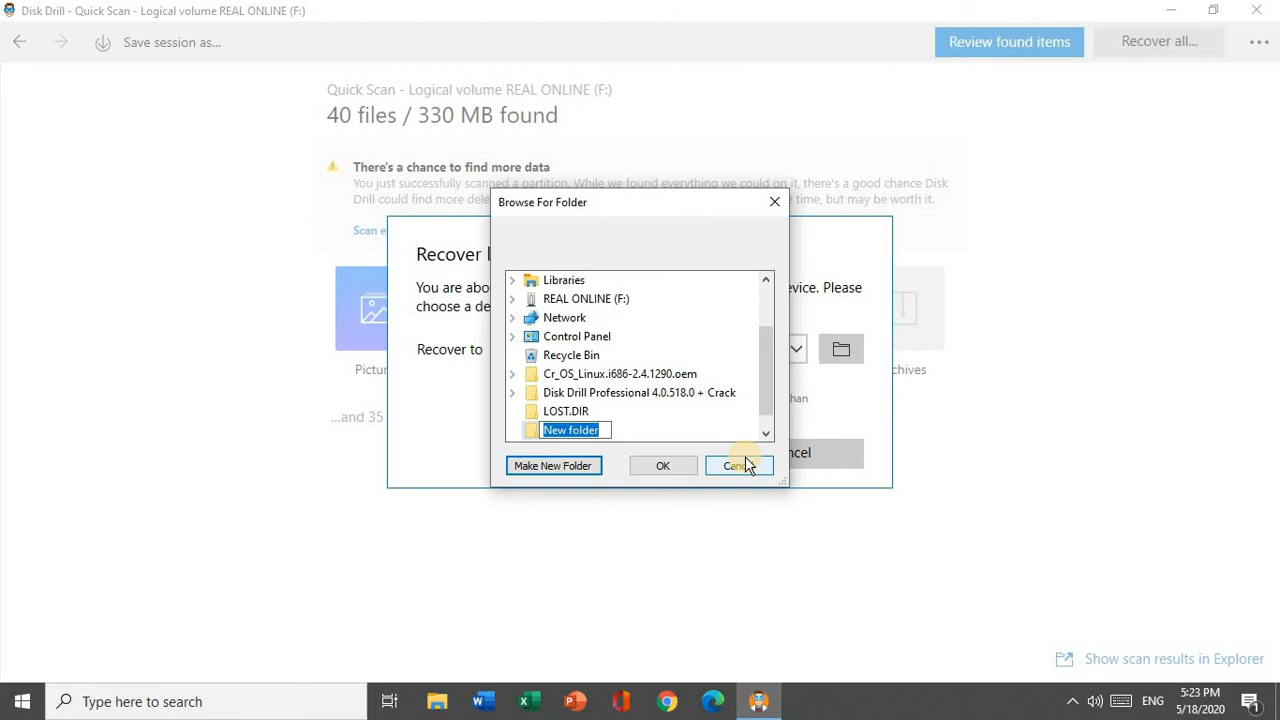 Disk Drill - Quick Scan - Logical volume REAL ONLINE (F:)
Save session as...
Review found items
Recover all...
Quick Scan - Logical volume REAL ONLINE (F:)
40 files / 330 MB found
There's a chance to find more data
You just successfully scanned a partition. While we found everything we could on it, there's a good chance Disk
Drill could find more dele time, but may be worth it.
Scan e
Browse For Folder
Recover l
You are abo evice. Please
choose a de
Recover to
Libraries
REAL ONLINE (F:)
Network
Control Panel
Recycle Bin
Cr_OS_Linux.i686-2.4.1290.oem
Disk Drill Professional 4.0.518.0 + Crack
LOST.DIR
New folder
Make New Folder
OK
Can
han
ncel
Pictur
chives
...and 35
Show scan results in Explorer
Type here to search
ENG
5:23 PM
5/18/2020
1